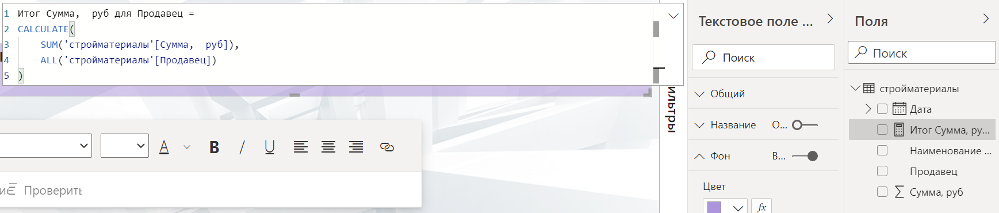 1 Итог Сумма,  руб для Продавец =
2 CALCULATE(
3 SUM('стройматериалы'[Сумма,  руб]),
4 ALL('стройматериалы'[Продавец])
5 )
ильтры
A B I U
Проверить
Текстовое поле ...
Поиск
Общий
Название О...
Фон В...
Цвет
fx
Поля
Поиск
стройматериалы
Дата
Итог Сумма, ру...
Наименование ...
Продавец
Сумма, руб